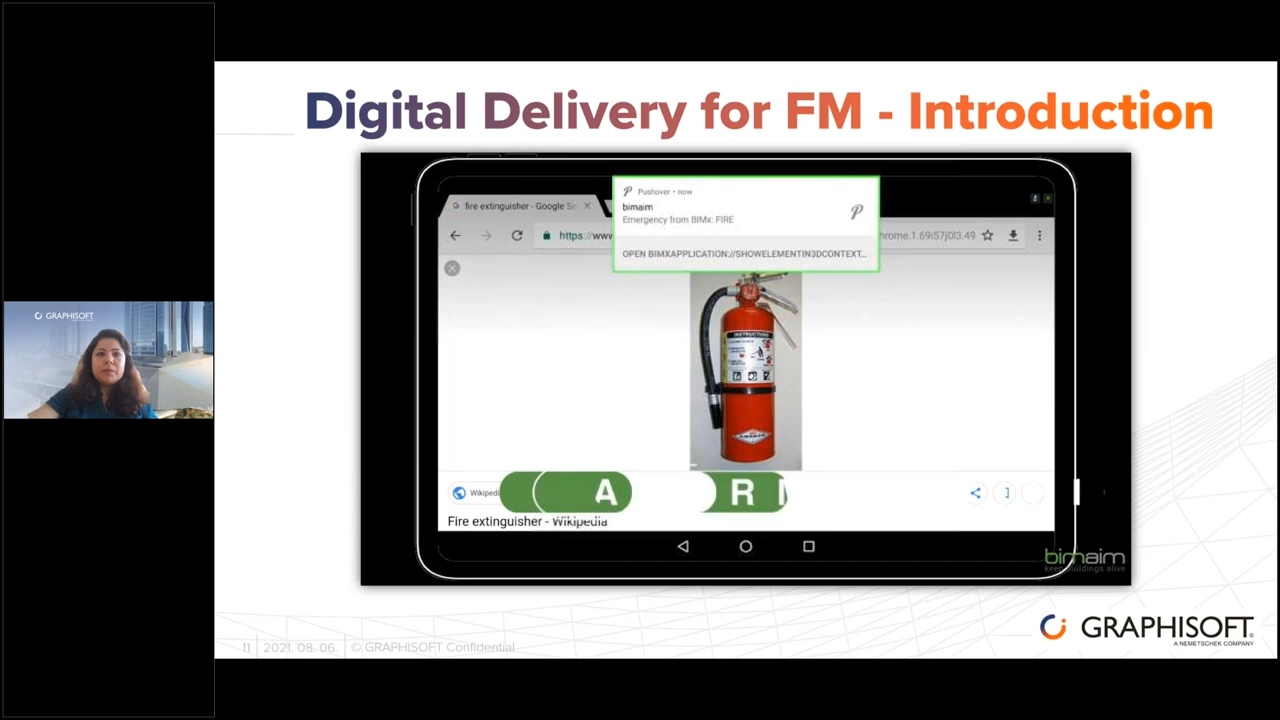 GRAPHISOFT
Digital Delivery for FM - Introduction
fire extinguisher - Google Se
Pushover • now
bimaim
Emergency from BIMx: FIRE
OPEN BIMXAPPLICATION://SHOWELEMENTIN3DCONTEXT...
https://www
hrome.1.69i57j0l3.49
INSTRUCTIONS
A R
Wikipedi
Fire extinguisher - Wikipedia
bimaim
keep buildings alive
11 2021. 08. 06. © GRAPHISOFT Confidential
GRAPHISOFT
A NEMETSCHEK COMPANY